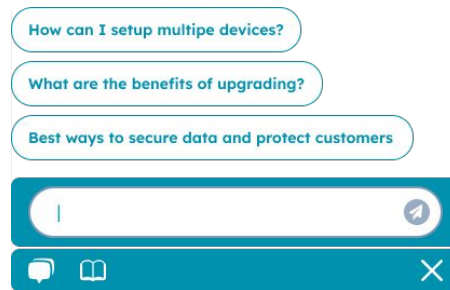 How can I setup multipe devices?
What are the benefits of upgrading?
Best ways to secure data and protect customers